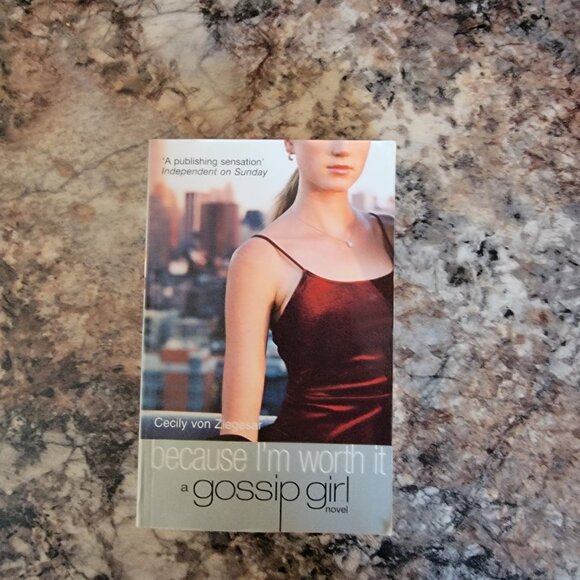 'A publishing sensation'
Independent on Sunday
Cecily von Ziegesar
because I'm worth it
a gossip girl
novel